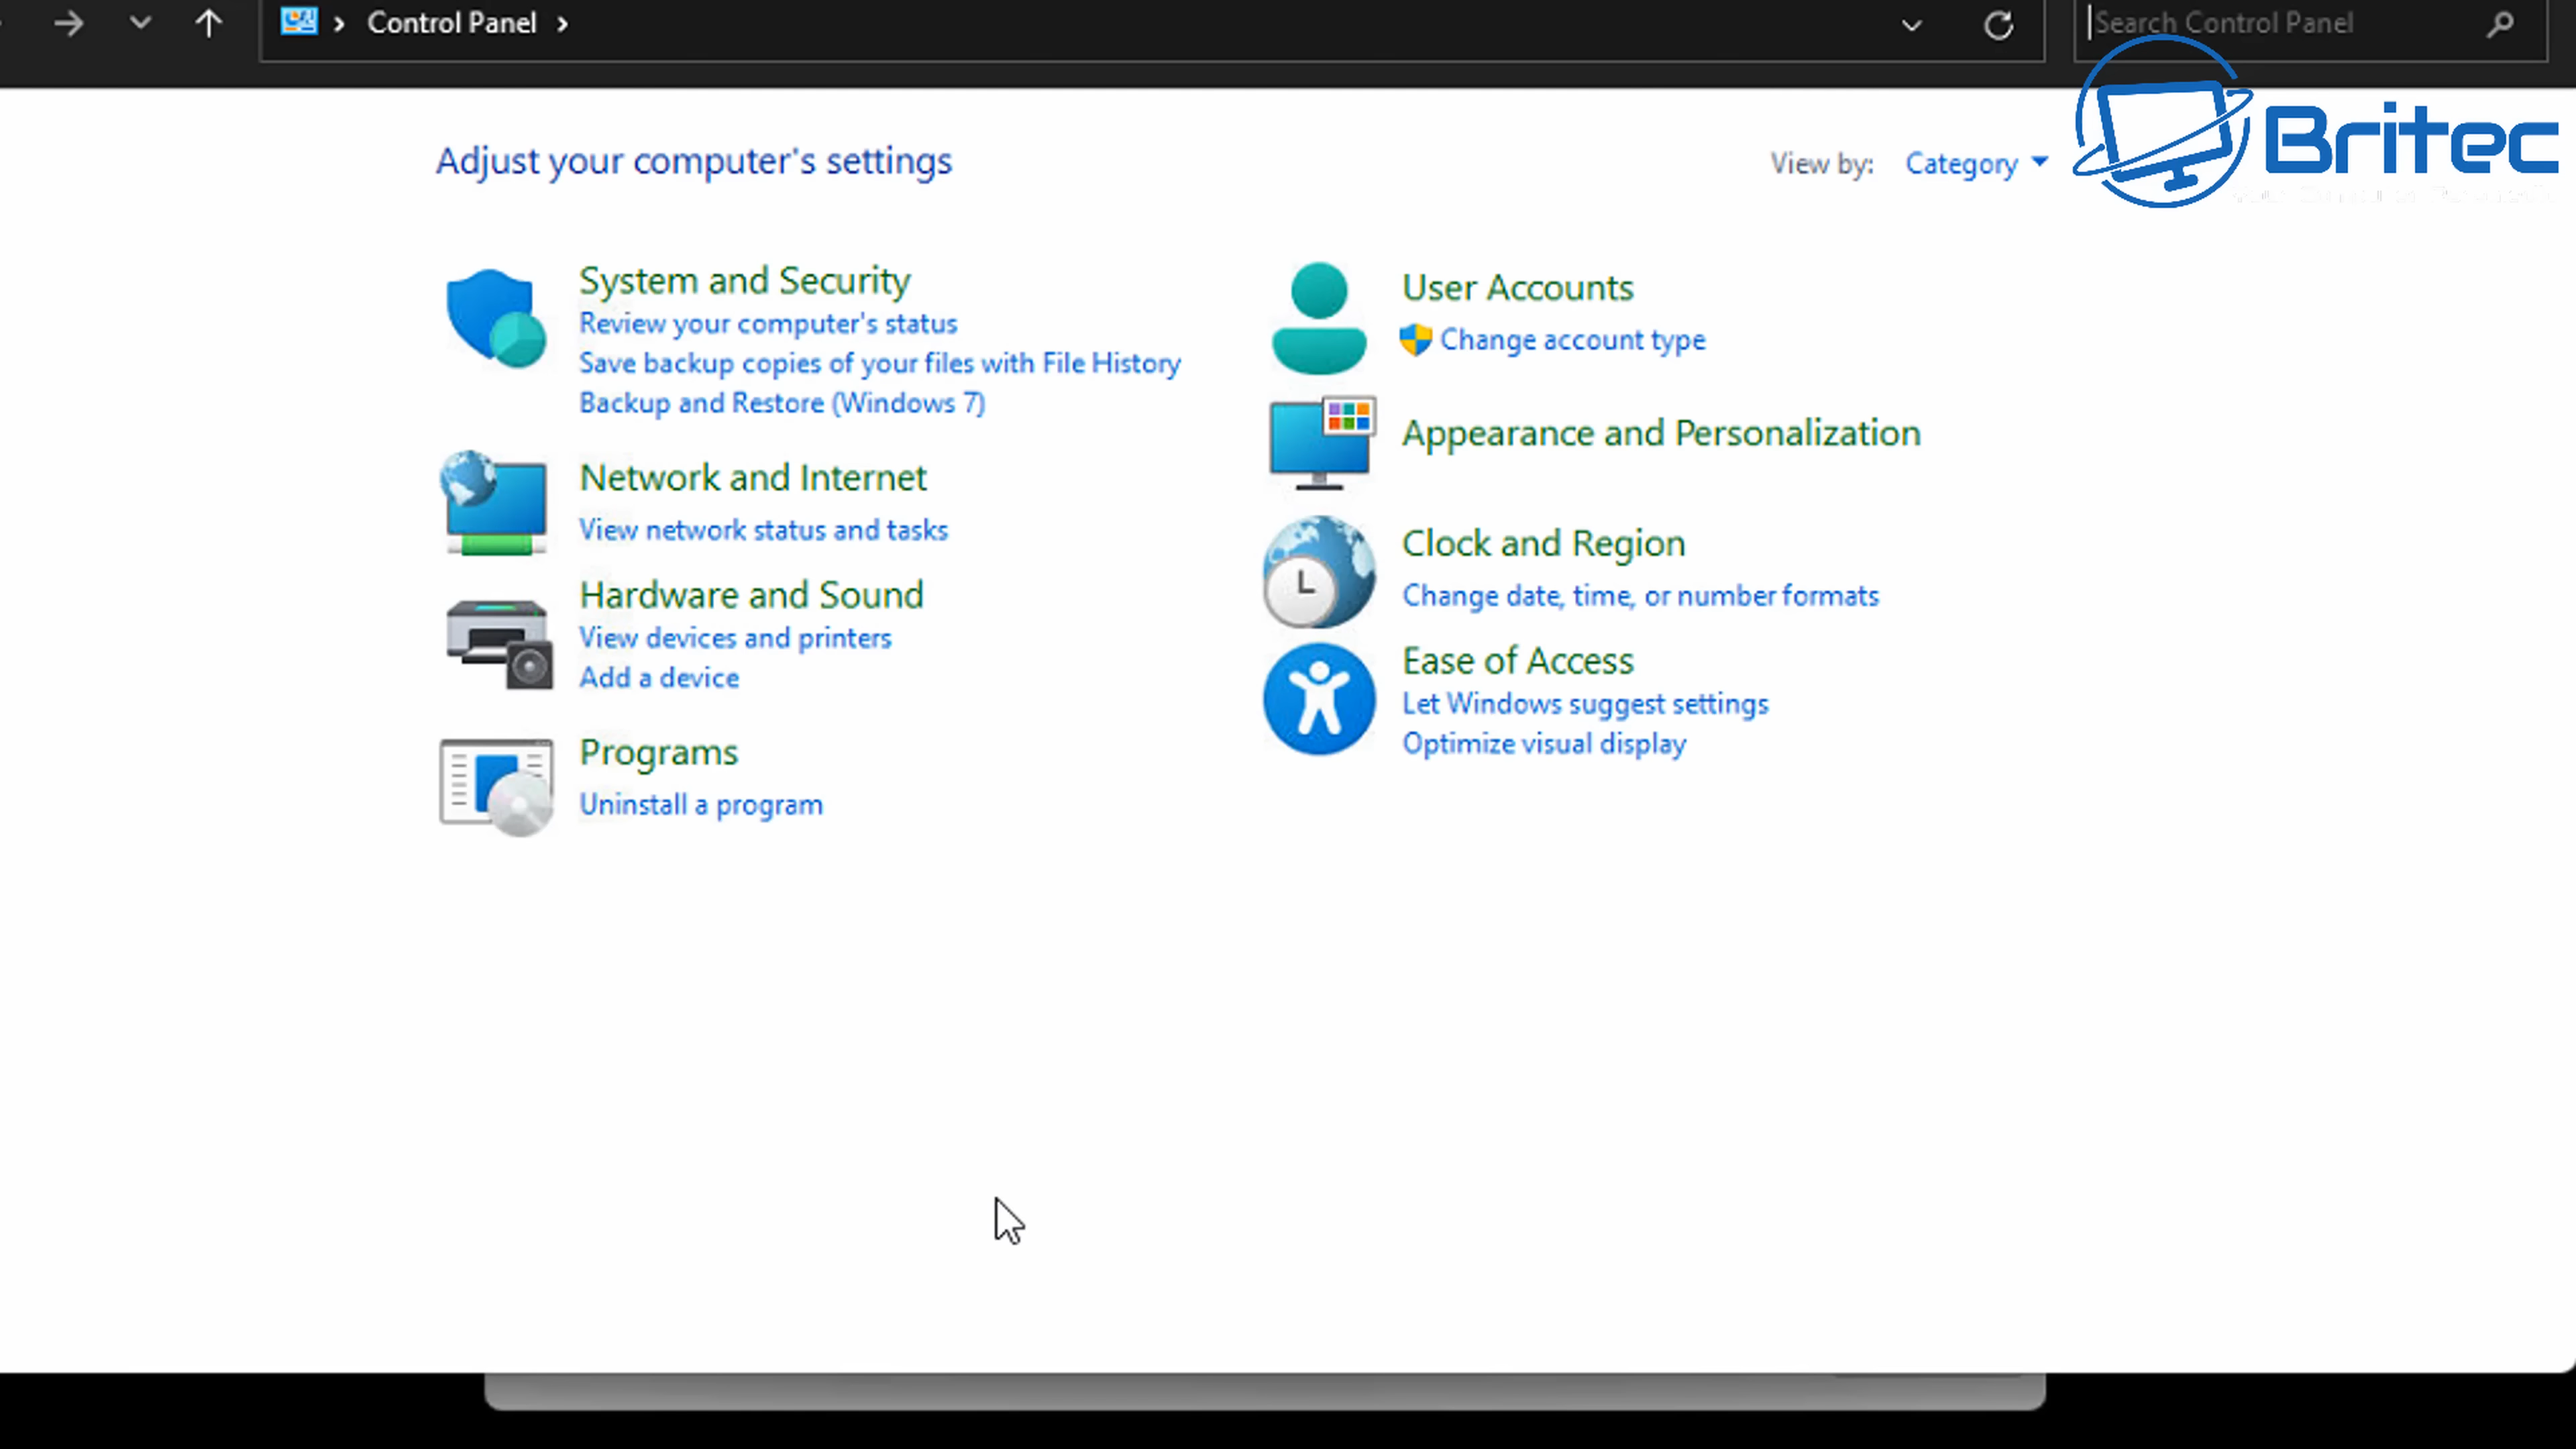 Control Panel
Search Control Panel
Britec
Adjust your computer's settings
View by: Category
System and Security
Review your computer's status
Save backup copies of your files with File History
Backup and Restore (Windows 7)
Network and Internet
View network status and tasks
Hardware and Sound
View devices and printers
Add a device
Programs
Uninstall a program
User Accounts
Change account type
Appearance and Personalization
Clock and Region
Change date, time, or number formats
Ease of Access
Let Windows suggest settings
Optimize visual display